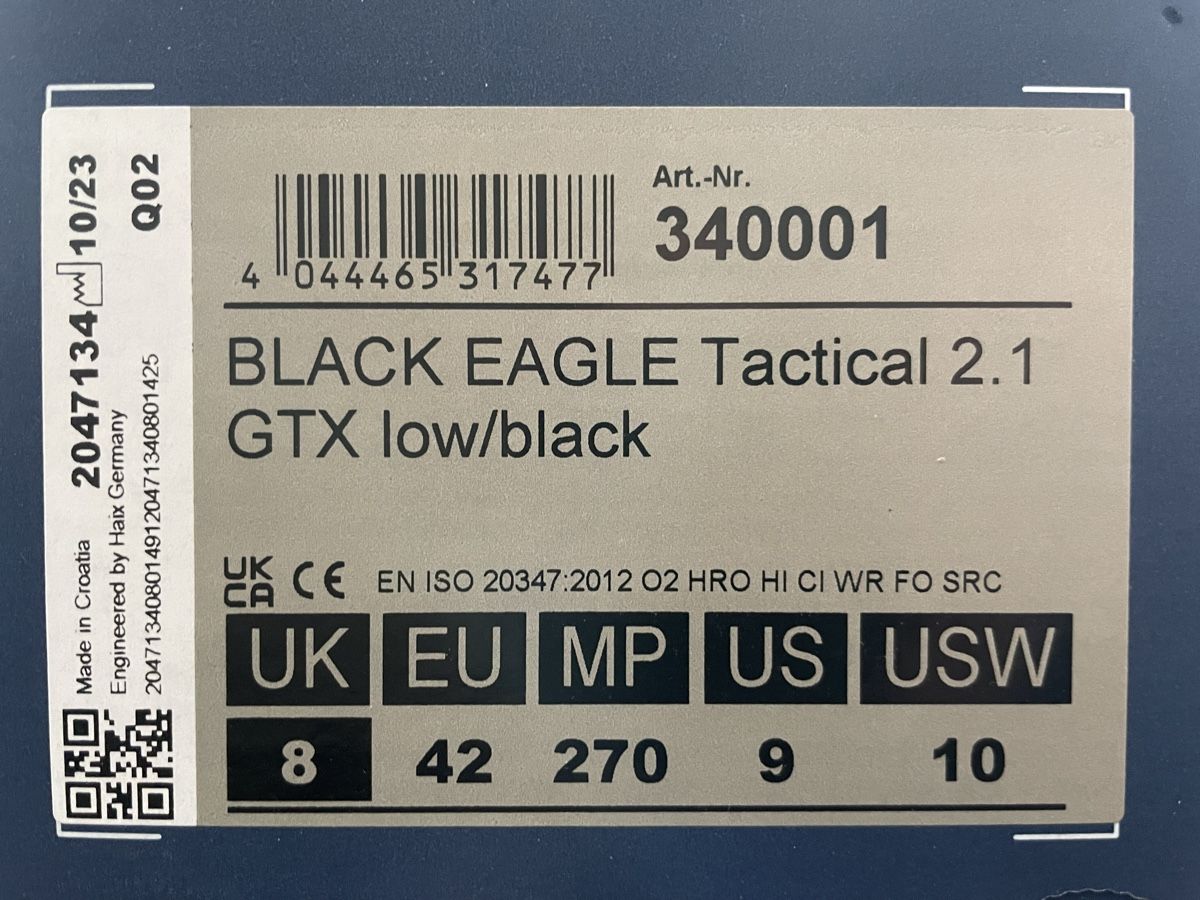 2047134 10/23
Q02
Made in Croatia
Engineered by Haix Germany
20471340801491204713408014​25
Art.-Nr.
340001
4 044465 317477
BLACK EAGLE Tactical 2.1
GTX low/black
UK
CA CE EN ISO 20347:2012 O2 HRO HI CI WR FO SRC
UK EU MP US USW
8 42 270 9 10